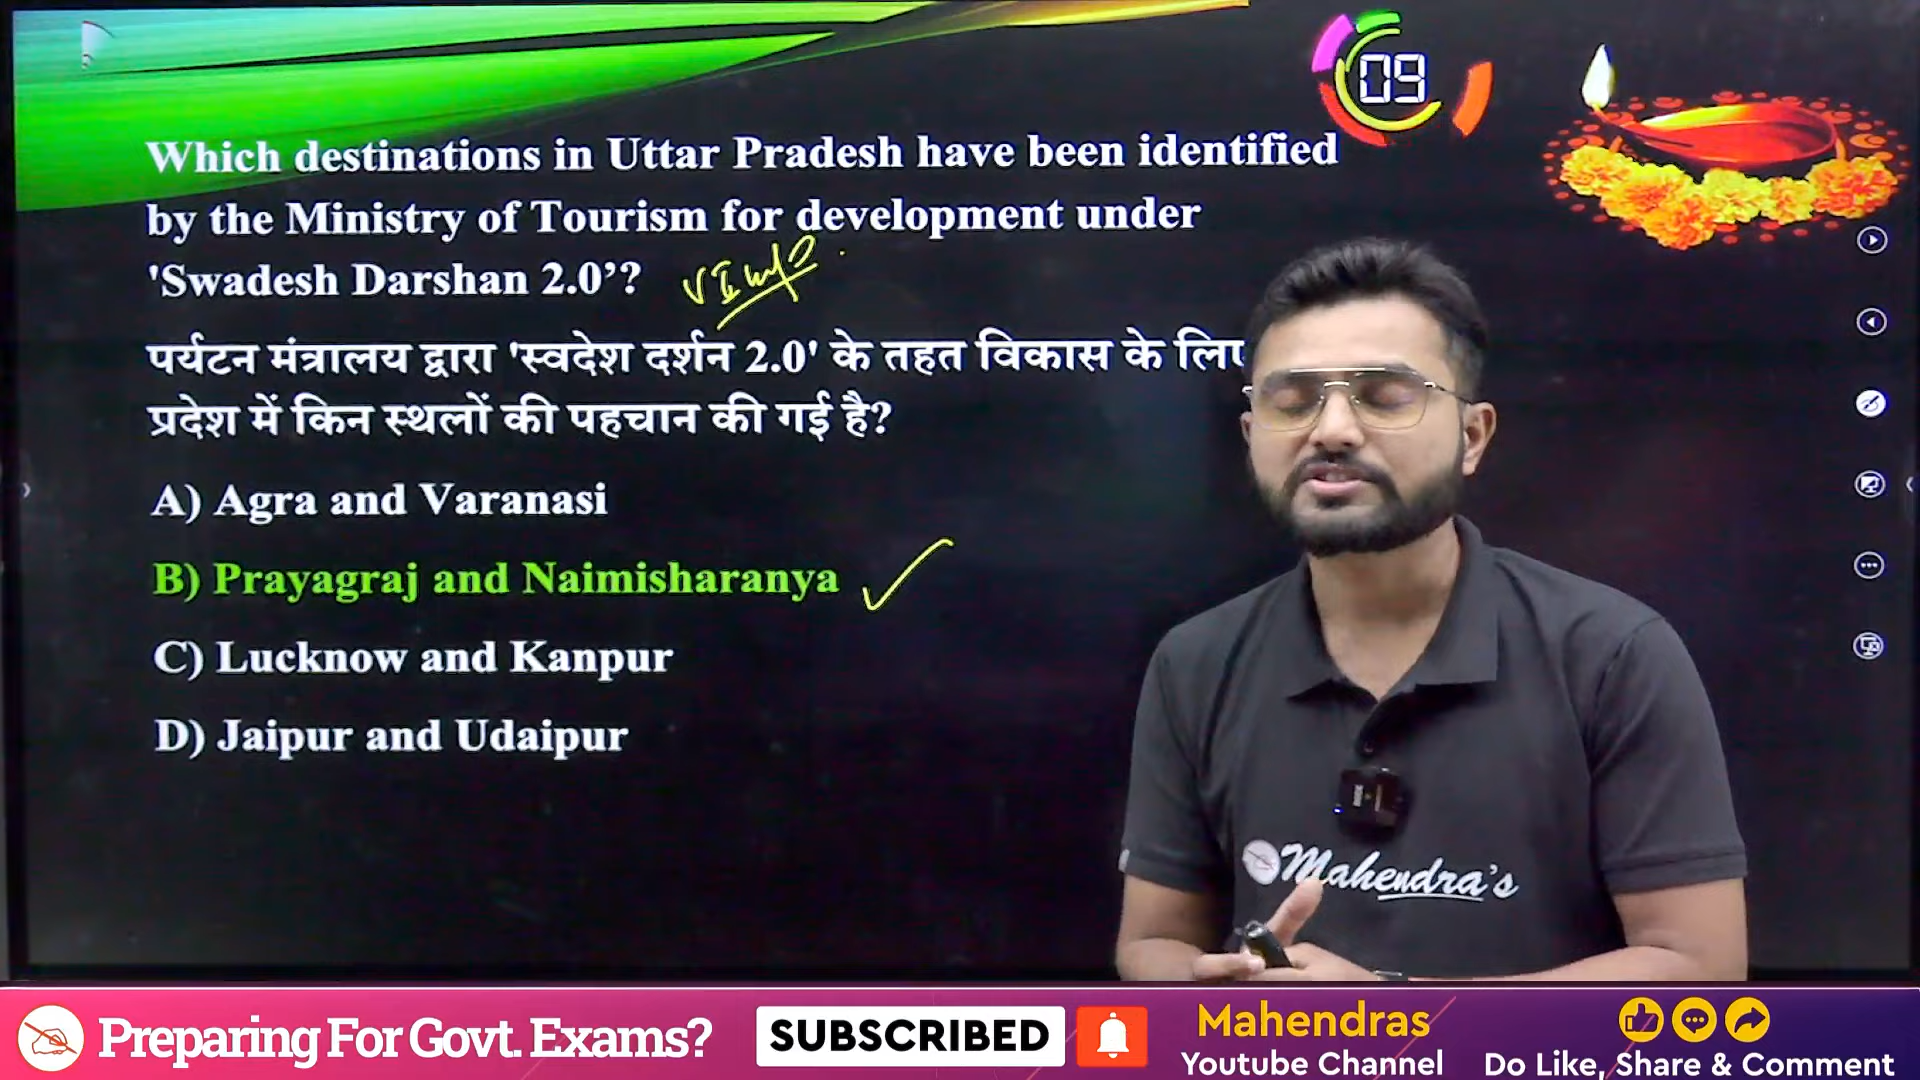 09
Which destinations in Uttar Pradesh have been identified
by the Ministry of Tourism for development under
'Swadesh Darshan 2.0’?
पर्यटन मंत्रालय द्वारा 'स्वदेश दर्शन 2.0' के तहत विकास के लिए
प्रदेश में किन स्थलों की पहचान की गई है?
A) Agra and Varanasi
B) Prayagraj and Naimisharanya
C) Lucknow and Kanpur
D) Jaipur and Udaipur
Mahendra's
Preparing For Govt. Exams?
SUBSCRIBED
Mahendras
Youtube Channel
Do Like, Share & Comment